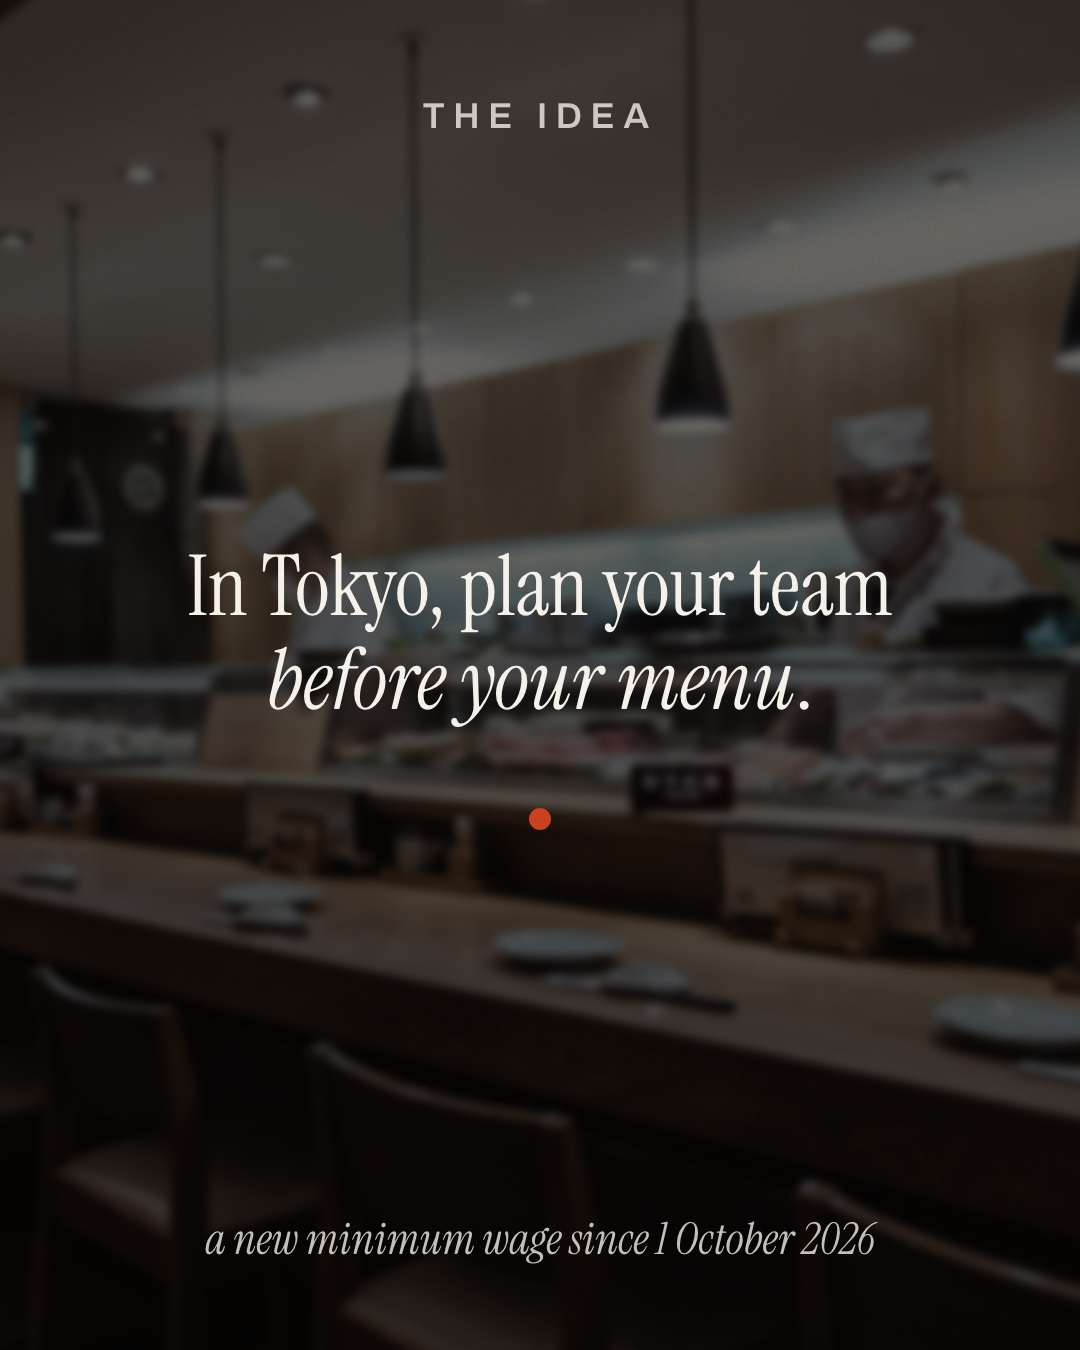 THE IDEA
In Tokyo, plan your team
before your menu.
a new minimum wage since 1 October 2026